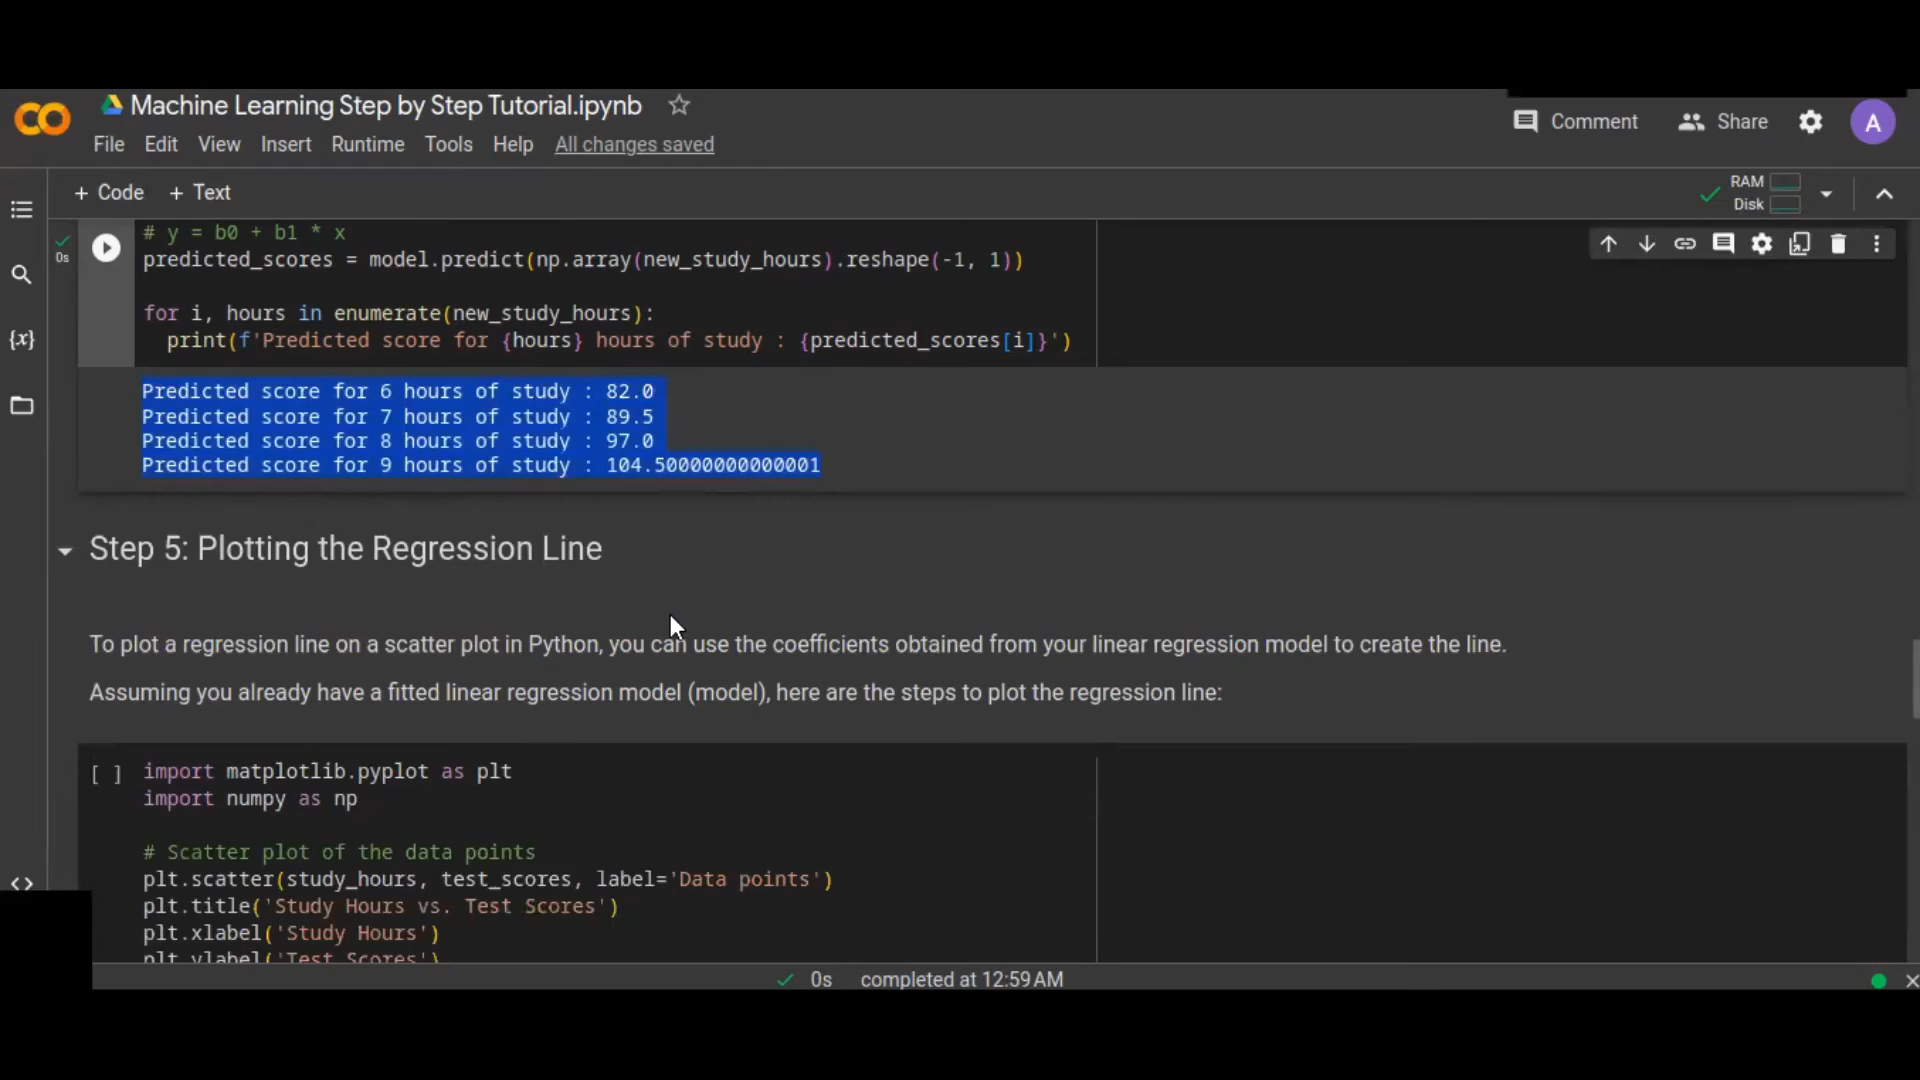 Machine Learning Step by Step Tutorial.ipynb
Comment
Share
A
File Edit View Insert Runtime Tools Help All changes saved
+ Code + Text
RAM
Disk
0s
# y = b0 + b1 * x
predicted_scores = model.predict(np.array(new_study_hours).reshape(-1, 1))
for i, hours in enumerate(new_study_hours):
print(f'Predicted score for {hours} hours of study : {predicted_scores[i]}')
Predicted score for 6 hours of study : 82.0
Predicted score for 7 hours of study : 89.5
Predicted score for 8 hours of study : 97.0
Predicted score for 9 hours of study : 104.50000000000001
Step 5: Plotting the Regression Line
To plot a regression line on a scatter plot in Python, you can use the coefficients obtained from your linear regression model to create the line.
Assuming you already have a fitted linear regression model (model), here are the steps to plot the regression line:
[ ] import matplotlib.pyplot as plt
import numpy as np
# Scatter plot of the data points
plt.scatter(study_hours, test_scores, label='Data points')
plt.title('Study Hours vs. Test Scores')
plt.xlabel('Study Hours')
plt.ylabel('Test Scores')
0s completed at 12:59 AM